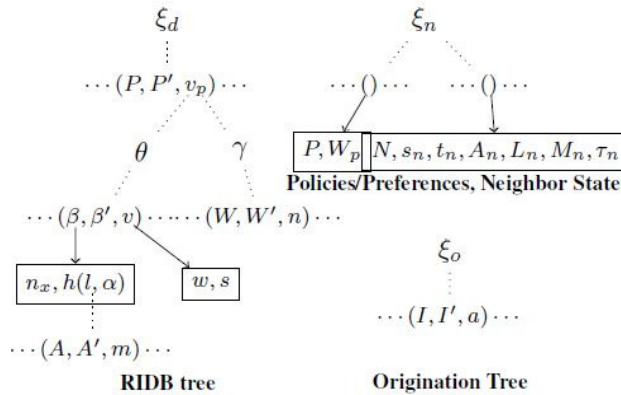 ξ_d
⋯ (P, P′, v_p) ⋯
θ γ
⋯ (β, β′, v) ⋯⋯ (W, W′, n) ⋯
n_x, h(l, α)
w, s
⋯ (A, A′, m) ⋯
RIDB tree
ξ_n
⋯ () ⋯ ⋯ () ⋯
P, W_p N, s_n, t_n, A_n, L_n, M_n, τ_n
Policies/Preferences, Neighbor State
ξ_o
⋯ (I, I′, a) ⋯
Origination Tree